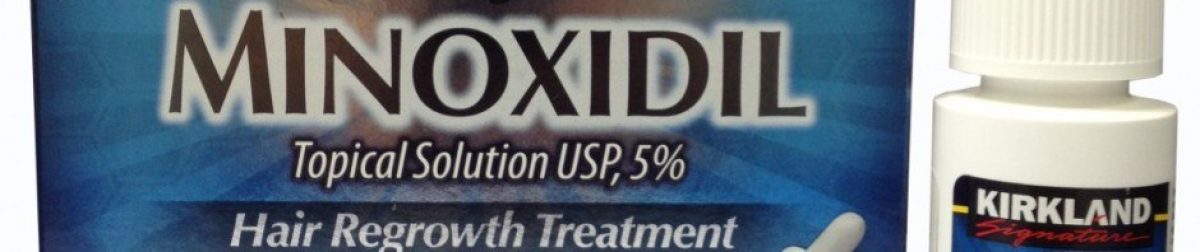 MINOXIDIL
Topical Solution USP, 5%
Hair Regrowth Treatment
KIRKLAND
Signature